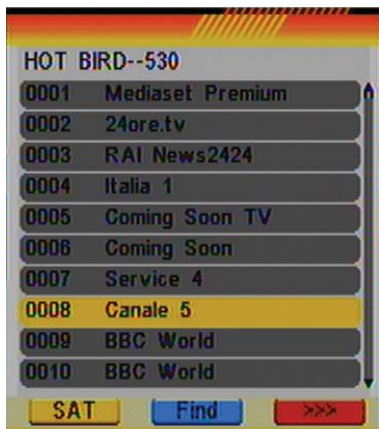 HOT BIRD--530
0001 Mediaset Premium
0002 24ore.tv
0003 RAI News2424
0004 Italia 1
0005 Coming Soon TV
0006 Coming Soon
0007 Service 4
0008 Canale 5
0009 BBC World
0010 BBC World
SAT Find >>>